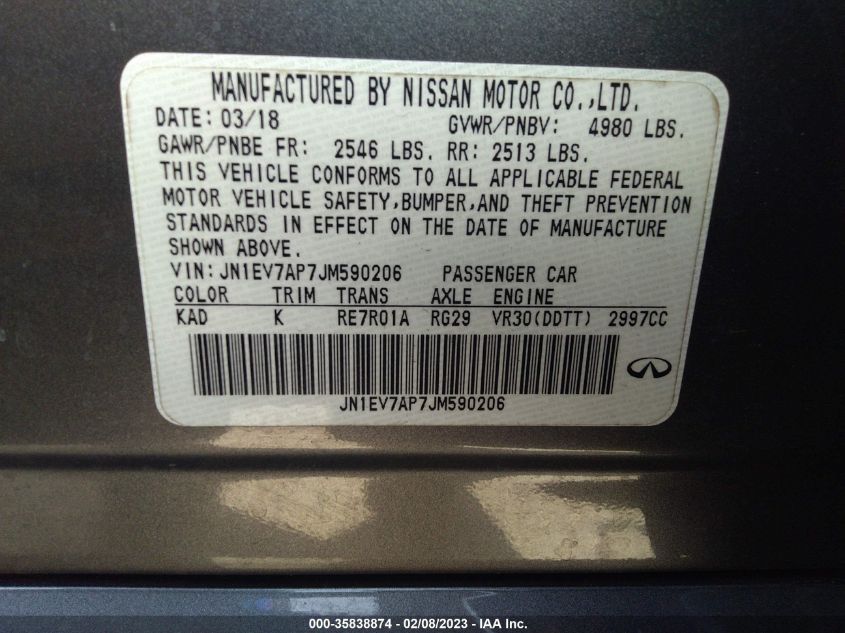 MANUFACTURED BY NISSAN MOTOR CO.,LTD.
DATE: 03/18 GVWR/PNBV: 4980 LBS.
GAWR/PNBE FR: 2546 LBS. RR: 2513 LBS.
THIS VEHICLE CONFORMS TO ALL APPLICABLE FEDERAL
MOTOR VEHICLE SAFETY,BUMPER,AND THEFT PREVENTION
STANDARDS IN EFFECT ON THE DATE OF MANUFACTURE
SHOWN ABOVE.
VIN:JN1EV7AP7JM590206 PASSENGER CAR
COLOR TRIM TRANS AXLE ENGINE
KAD K RE7R01A RG29 VR30(DDTT) 2997CC
JN1EV7AP7JM590206
000-35838874 - 02/08/2023 - IAA Inc.